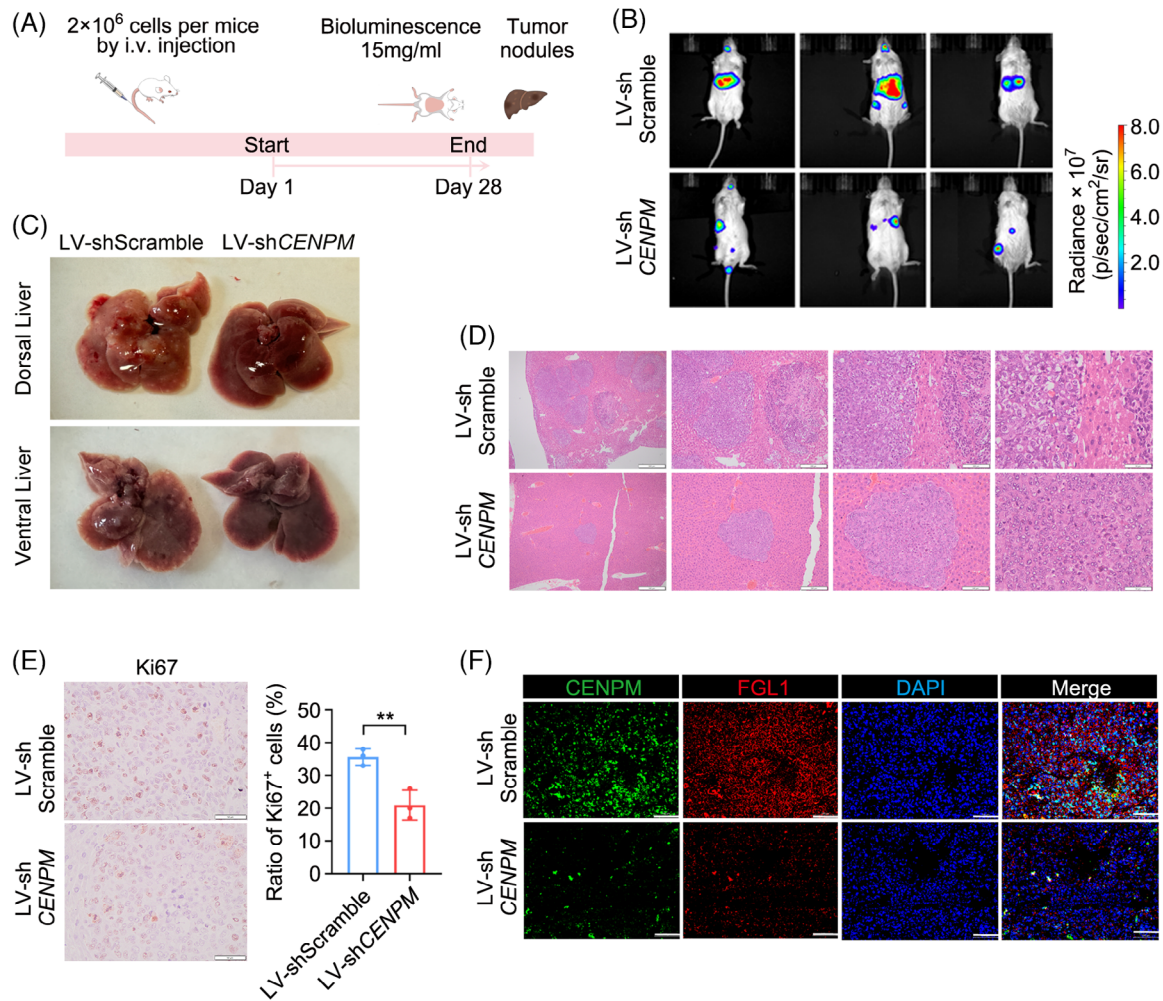 (A)
2×10⁶ cells per mice
by i.v. injection
Bioluminescence
15mg/ml
Tumor
nodules
Start
End
Day 1
Day 28
(B)
LV-sh
Scramble
LV-sh
CENPM
8.0
6.0
4.0
2.0
Radiance × 10⁷
(p/sec/cm²/sr)
(C)
LV-shScramble
LV-shCENPM
Dorsal Liver
Ventral Liver
(D)
LV-sh
Scramble
LV-sh
CENPM
(E)
Ki67
LV-sh
Scramble
LV-sh
CENPM
Ratio of Ki67⁺ cells (%)
50
40
30
20
10
0
**
LV-shScramble
LV-shCENPM
(F)
CENPM
FGL1
DAPI
Merge
LV-sh
Scramble
LV-sh
CENPM